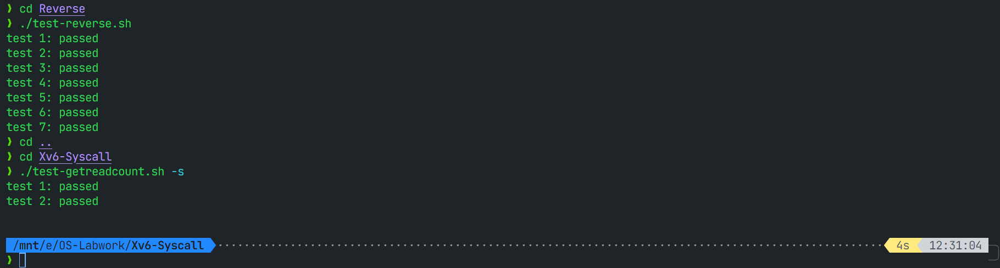 ❯ cd Reverse
❯ ./test-reverse.sh
test 1: passed
test 2: passed
test 3: passed
test 4: passed
test 5: passed
test 6: passed
test 7: passed
❯ cd ..
❯ cd Xv6-Syscall
❯ ./test-getreadcount.sh -s
test 1: passed
test 2: passed
/mnt/e/OS-Labwork/Xv6-Syscall 4s 12:31:04
❯